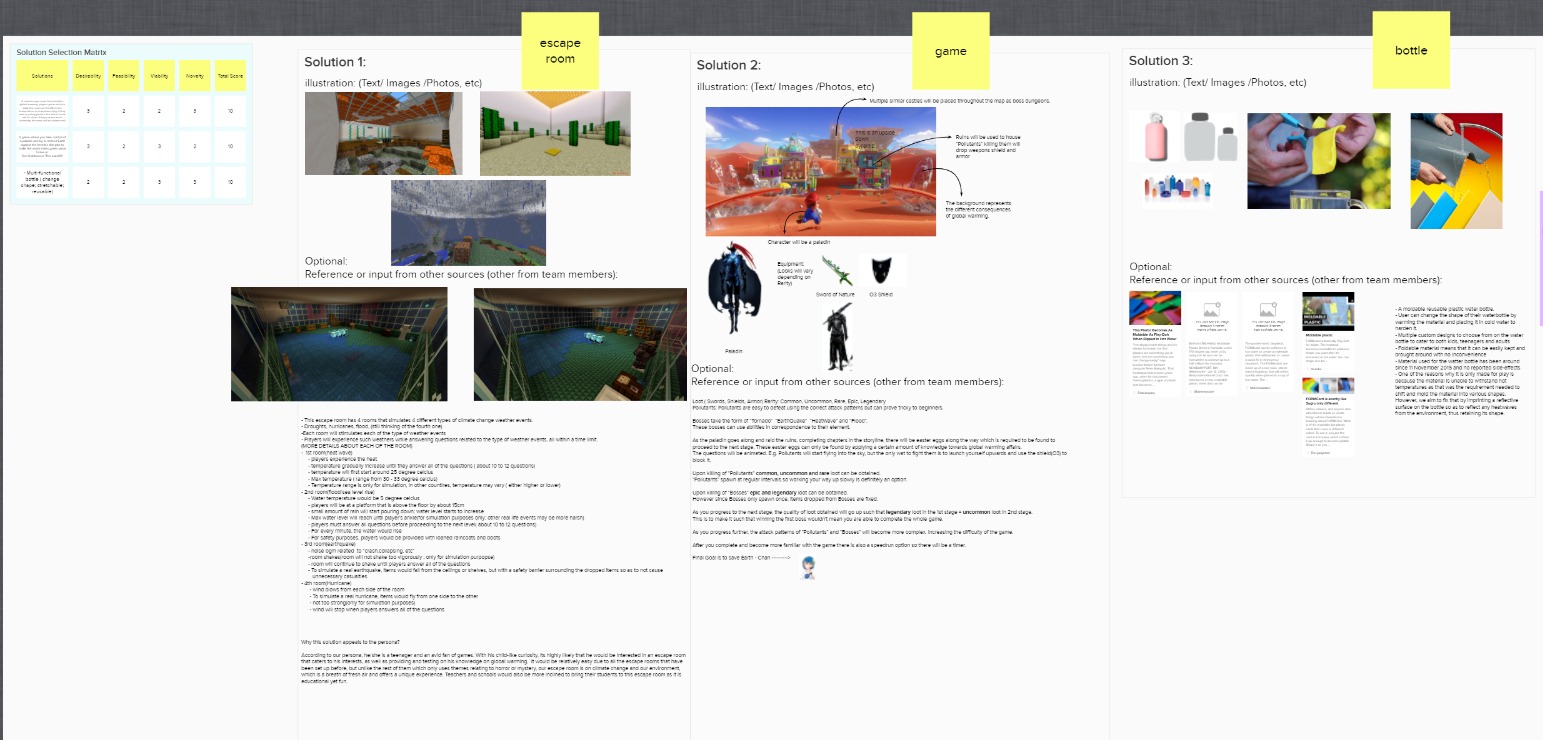 escape
room
game
bottle
Solution Selection Matrix
Solutions
Desirability
Feasibility
Viability
Novelty
Total Score
3
2
2
3
10
3
2
2
3
10
- Multi-functional
bottle ( change
shape; stretchable;
reusable)
2
2
3
3
10
Solution 1:
illustration: (Text/ Images /Photos, etc)
Optional:
Reference or input from other sources (other from team members):
- This escape room has 4 rooms that simulates 4 different types of climate change weather events.
- Droughts, hurricanes, flood, (still thinking of the fourth one)
-Each room will stimulates each of the type of weather events
- Players will experience such weathers while answering questions related to the type of weather events, all within a time limit.
(MORE DETAILS ABOUT EACH OF THE ROOM)
- 1st room(heat wave)
- players experience the heat
- temperature gradually increase until they answer all of the questions ( about 10 to 12 questions)
- temperature will first start around 25 degree celcius
- Max temperature r range from 30 - 33 degree celcius)
- Temperature range is only for simulation, in other countries, temperature may vary ( either higher or lower)
- 2nd room(flood/sea level rise)
- Water temperature would be 5 degree celcius
- players will be at a platform that is above the floor by about 15cm
- small amount of rain will start pouring down; water level starts to increase
- Max water level will reach until players ankle(for simulation purposes only; other real life events may be more harsh)
- players must answer all questions before proceeding to the next level; about 10 to 12 questions)
- For every minute, the water would rise
- For safety purposes, players would be provided with loaned raincoats and boots
- 3rd room(earthquake)
- noise bgm related to "crash,collapsing, etc"
-room shakes(room will not shake too vigorously ; only for simulation purpopse)
- room will continue to shake until players answer all of the questions
- To simulate a real earthquake, items would fall from the ceilings or shelves, but with a safety barrier surrounding the dropped items so as to not cause
unnecessary casualties
- 4th room(Hurricane)
- wind blows from each side of the room
- To simulate a real hurricane, items would fly from one side to the other
- not too strong(only for simulation purposes)
- wind will stop when players answers all of the questions
Why this solution appeals to the persona?
According to our persona, he she is a teenager and an avid fan of games. With his child-like curiosity, its highly likely that he would be interested in an escape room
that caters to his interests, as well as providing and testing on his knowledge on global warming. It would be relatively easy due to all the escape rooms that have
been set up before, but unlike the rest of them which only uses themes relating to horror or mystery, our escape room is on climate change and our environment,
which is a breath of fresh air and offers a unique experience. Teachers and schools would also be more inclined to bring their students to this escape room as it is
educational yet fun.
Solution 2:
illustration: (Text/ Images /Photos, etc)
Multiple similar castles will be placed throughout the map as boss dungeons.
This is an upside
down
Ruins will be used to house
"Pollutants" killing them will
drop weapons shield and
armor
The background represents
the different consequences
of global warming.
Character will be a paladin
Equipment:
(Looks will vary
depending on
Rarity)
Sword of Nature
O3 Shield
Paladin
Optional:
Reference or input from other sources (other from team members):
Loot ( Swords, Shields, Armor) Rarity: Common, Uncommon, Rare, Epic, Legendary
Pollutants: Pollutants are easy to defeat using the correct attack patterns but can prove tricky to beginners.
Bosses take the form of "Tornado" "EarthQuake" "HeatWave" and "Flood".
These bosses can use abilities in correspondence to their element.
As the paladin goes along and raid the ruins, completing chapters in the storyline, there will be easter eggs along the way which is required to be found to
proceed to the next stage. These easter eggs can only be found by applying a certain amount of knowledge towards global warming affairs.
The questions will be animated. E.g. Pollutants will start flying into the sky, but the only wet to fight them is to launch yourself upwards and use the shield(O3) to
block it.
Upon killing of "Pollutants" common, uncommon and rare loot can be obtained.
"Pollutants" spawn at regular intervals so working your way up slowly is definitely an option.
Upon killing of "Bosses" epic and legendary loot can be obtained.
However since Bosses only spawn once, items dropped from Bosses are fixed.
As you progress to the next stage, the quality of loot obtained will go up such that legendary loot in the 1st stage = uncommon loot in 2nd stage.
This is to make it such that winning the first boss wouldn't mean you are able to complete the whole game.
As you progress further, the attack patterns of "Pollutants" and "Bosses" will become more complex. Increasing the difficulty of the game.
After you complete and become more familiar with the game there is also a speedrun option so there will be a timer.
Final Goal is to save Earth - Chan --------->
Solution 3:
illustration: (Text/ Images /Photos, etc)
Optional:
Reference or input from other sources (other from team members):
This Plastic Becomes As
Moldable As Play-Doh
When Dipped In Hot Water
MOLDABLE
PLASTIC
Moldable plastic
FORMcard is another like
Sugru, only different
- A moldable reusable plastic water bottle.
- User can change the shape of their waterbottle by
warming the material and placing it in cold water to
harden it.
- Multiple custom designs to choose from on the water
bottle to cater to both kids, teenagers and adults
- Foldable material means that it can be easily kept and
brought around with no inconvenience
- Material used for the water bottle has been around
since 11 November 2015 and no reported side-effects.
- One of the reasons why it is only made for play is
because the material is unable to withstand hot
temperatures as that was the requirement needed to
shift and mold the material into various shapes.
However, we aim to fix that by imprinting a reflective
surface on the bottle so as to reflect any heatwaves
from the environment, thus retaining its shape.